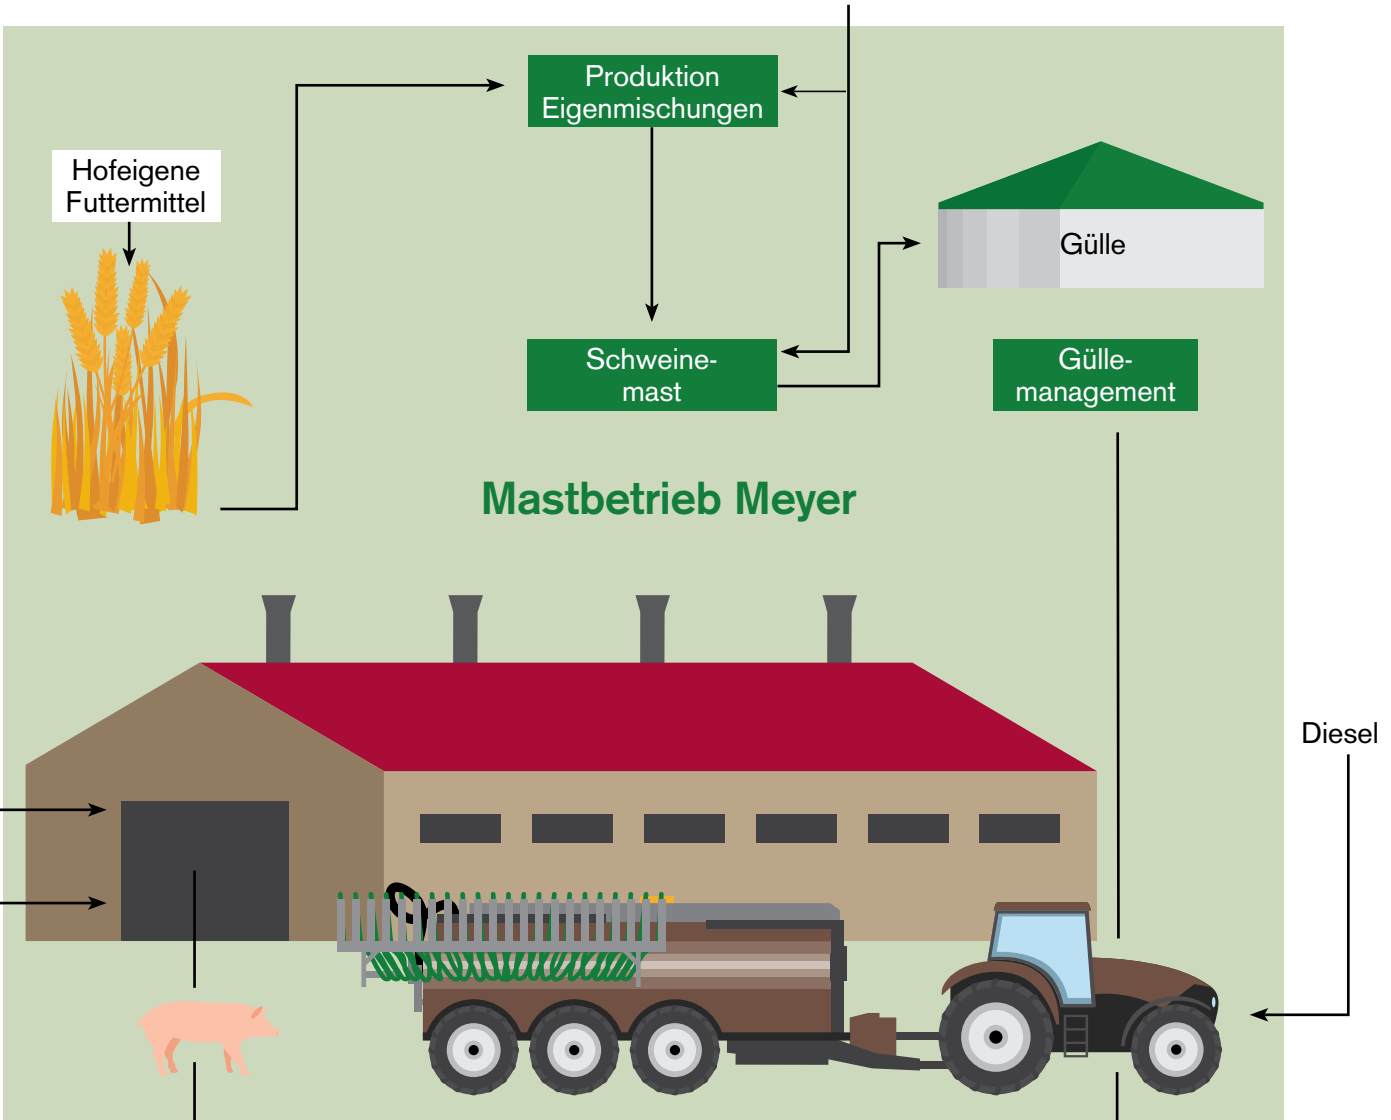 Produktion
Eigenmischungen
Hofeigene
Futtermittel
Gülle
Schweine-
mast
Gülle-
management
Mastbetrieb Meyer
Diesel